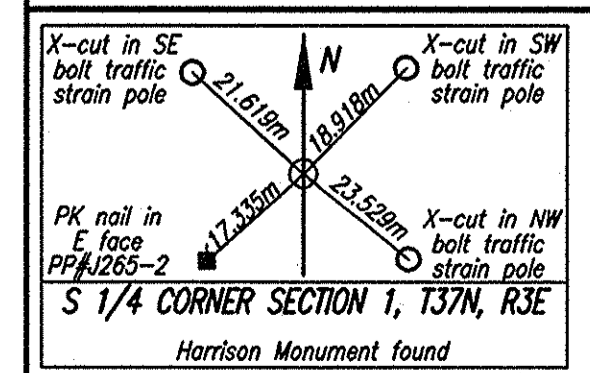 X-cut in SE
bolt traffic
strain pole
N
X-cut in SW
bolt traffic
strain pole
21.619m
18.918m
17.335m
23.529m
PK nail in
E face
PP#J265-2
X-cut in NW
bolt traffic
strain pole
S 1/4 CORNER SECTION 1, T37N, R3E
Harrison Monument found